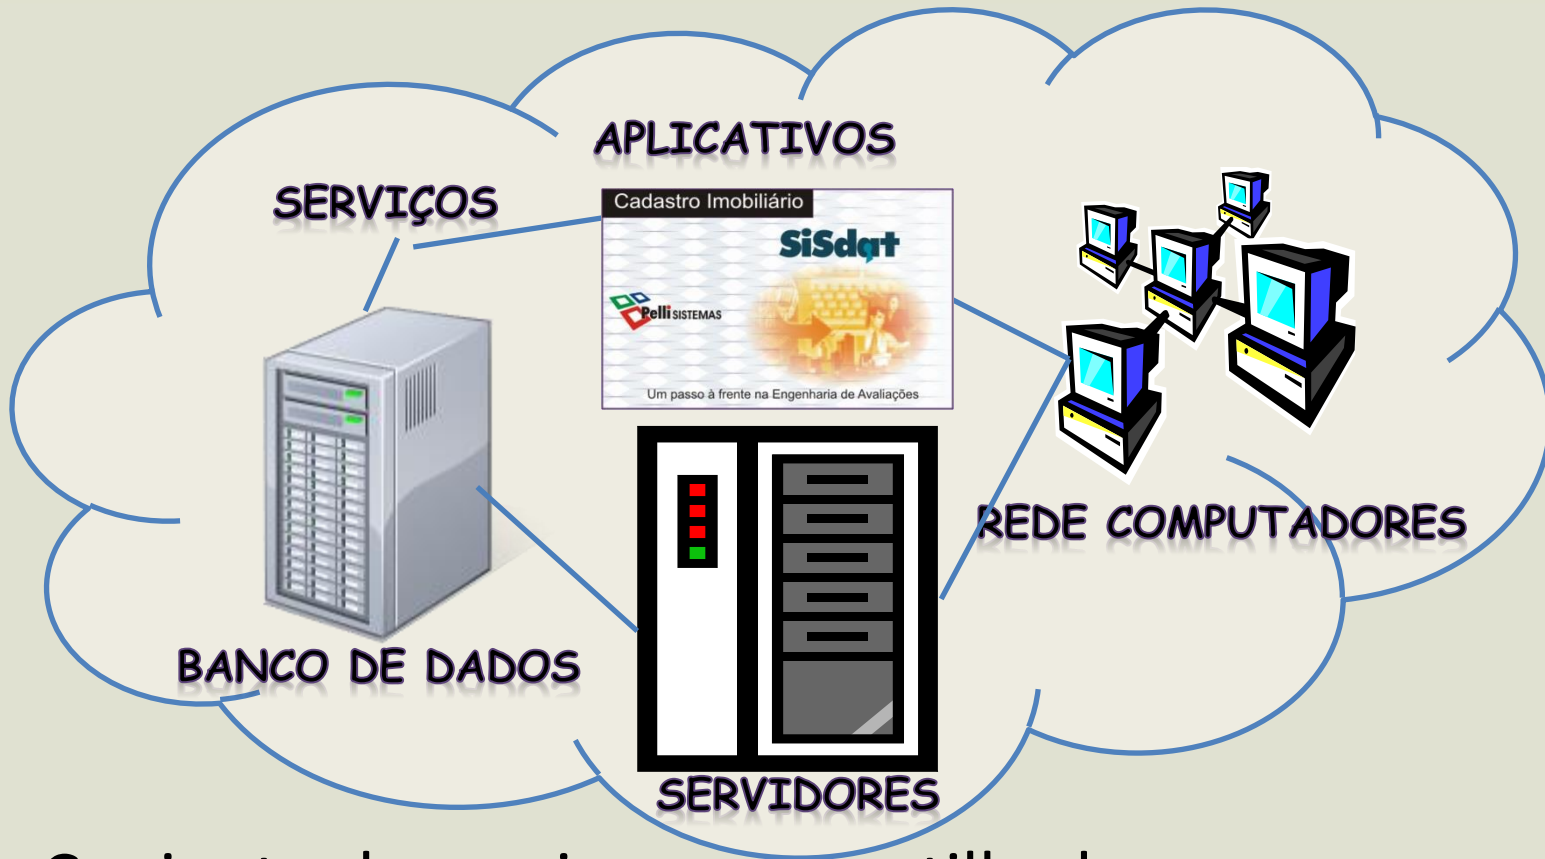 APLICATIVOS
SERVIÇOS
Cadastro Imobiliário
SiSdat
Pelli SISTEMAS
Um passo à frente na Engenharia de Avaliações
REDE COMPUTADORES
BANCO DE DADOS
SERVIDORES